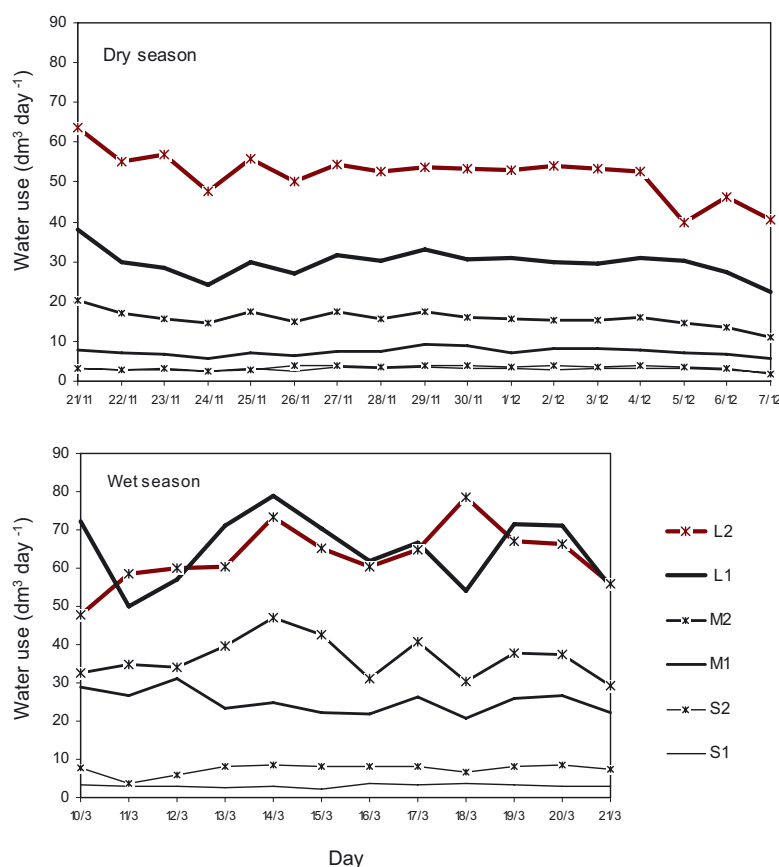 Dry season
Water use (dm³ day ⁻¹)
90
80
70
60
50
40
30
20
10
0
21/11 22/11 23/11 24/11 25/11 26/11 27/11 28/11 29/11 30/11 1/12 2/12 3/12 4/12 5/12 6/12 7/12
Wet season
Water use (dm³ day ⁻¹)
90
80
70
60
50
40
30
20
10
0
10/3 11/3 12/3 13/3 14/3 15/3 16/3 17/3 18/3 19/3 20/3 21/3
Day
L2
L1
M2
M1
S2
S1